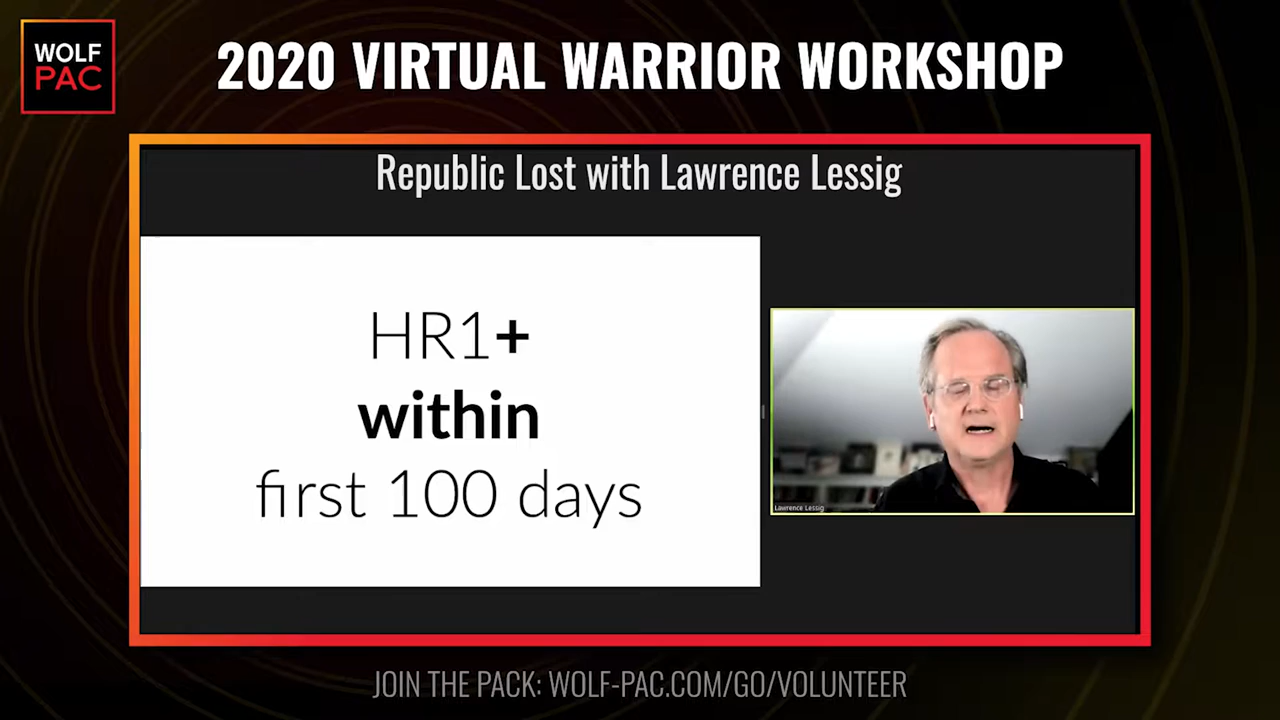 WOLF
PAC
2020 VIRTUAL WARRIOR WORKSHOP
Republic Lost with Lawrence Lessig
HR1+
within
first 100 days
Lawrence Lessig
JOIN THE PACK: WOLF-PAC.COM/GO/VOLUNTEER